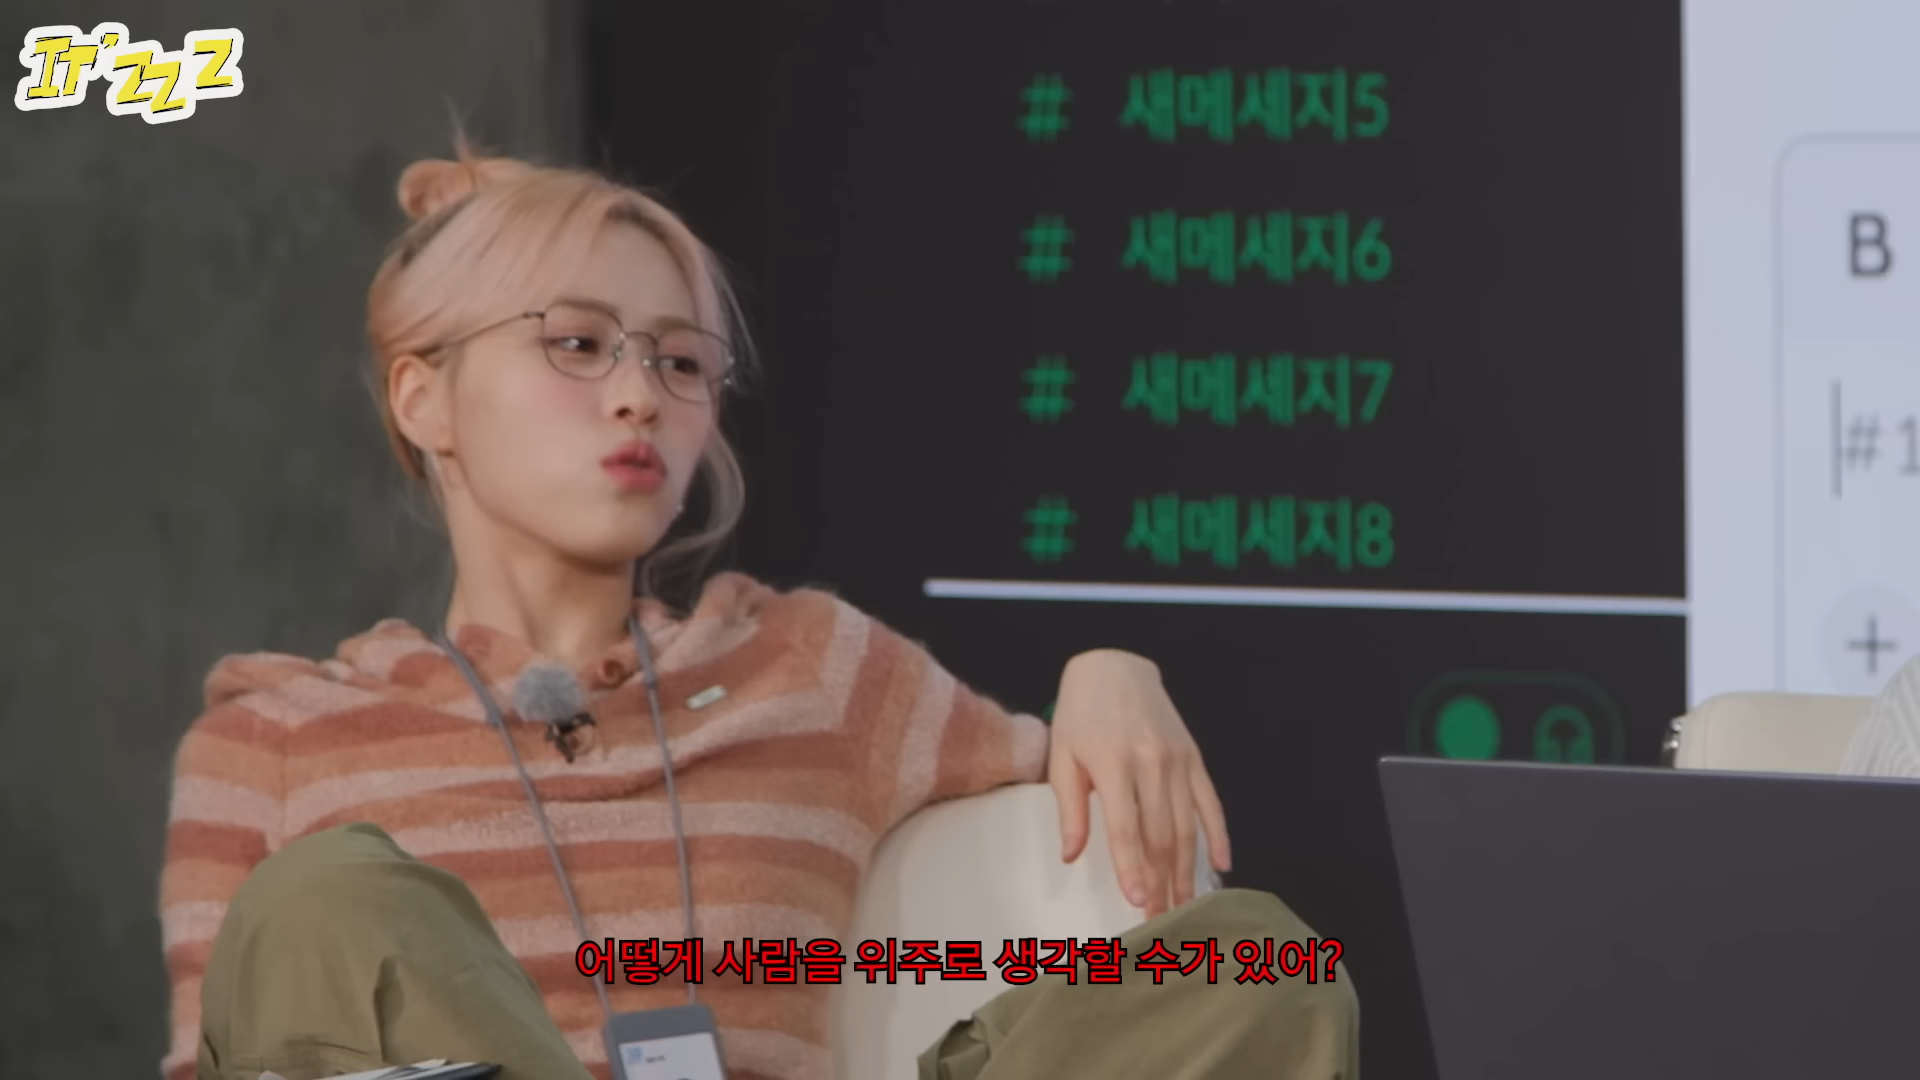 IT'zzZ
# 새메세지5
# 새메세지6
# 새메세지7
# 새메세지8
B
#1
+
어떻게 사람을 위주로 생각할 수가 있어?